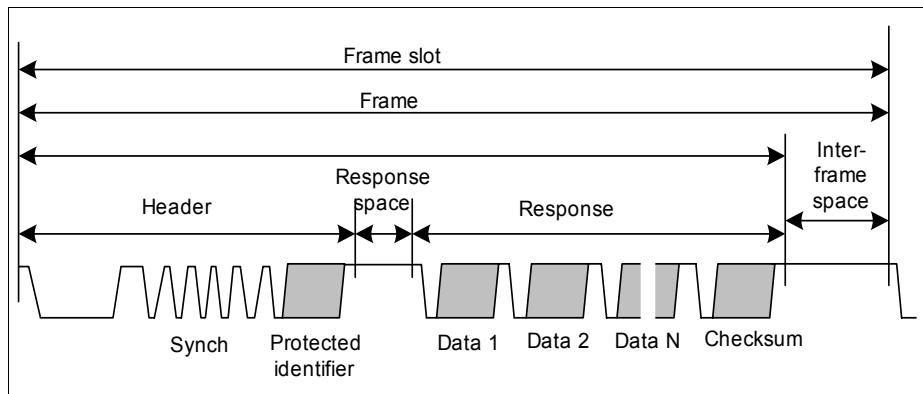 Frame slot
Frame
Inter-
frame
space
Response
space
Header
Response
Synch
Protected
identifier
Data 1
Data 2
Data N
Checksum